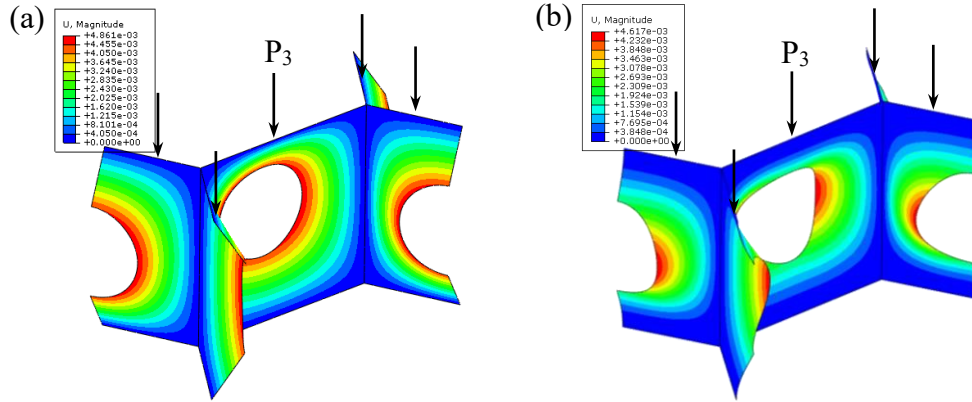 (a)
U, Magnitude
+4.861e-03
+4.455e-03
+4.050e-03
+3.645e-03
+3.240e-03
+2.835e-03
+2.430e-03
+2.025e-03
+1.620e-03
+1.215e-03
+8.101e-04
+4.050e-04
+0.000e+00
P3
(b)
U, Magnitude
+4.617e-03
+4.232e-03
+3.848e-03
+3.463e-03
+3.078e-03
+2.693e-03
+2.309e-03
+1.924e-03
+1.539e-03
+1.154e-03
+7.695e-04
+3.848e-04
+0.000e+00
P3